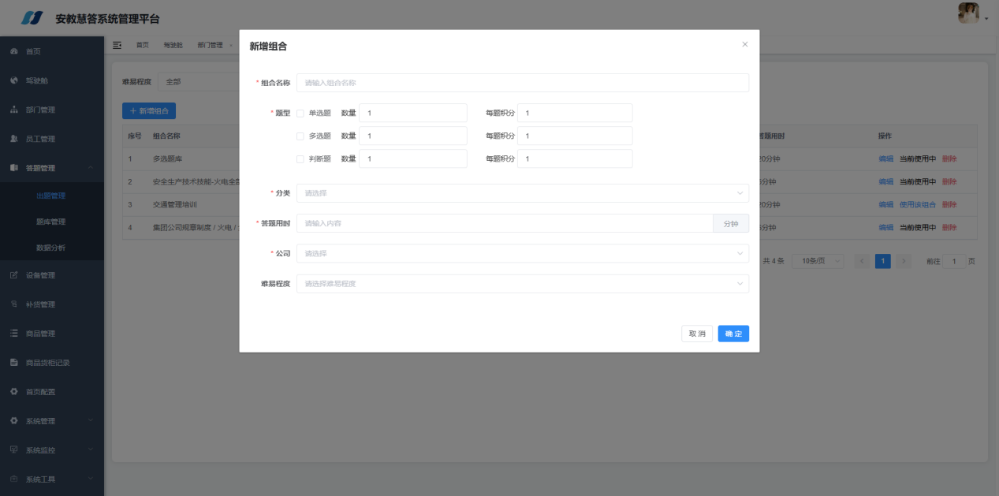 安教慧答系统管理平台
首页
驾驶舱
部门管理
员工管理
答题管理
出题管理
题库管理
数据分析
设备管理
补货管理
商品管理
商品货柜记录
首页配置
系统管理
系统监控
系统工具
首页 驾驶舱 部门管理
难易程度 全部
+ 新增组合
序号 组合名称 答题用时 操作
1 多选题库 20分钟 编辑 当前使用中 删除
2 安全生产技术技能-火电全部 5分钟 编辑 当前使用中 删除
3 交通管理培训 20分钟 编辑 使用该组合 删除
4 集团公司规章制度 / 火电 / 5分钟 编辑 当前使用中 删除
共 4 条 10条/页 < 1 > 前往 1 页
新增组合 ×
* 组合名称 请输入组合名称
* 题型 单选题 数量 1 每题积分 1
多选题 数量 1 每题积分 1
判断题 数量 1 每题积分 1
* 分类 请选择
* 答题用时 请输入内容 分钟
* 公司 请选择
难易程度 请选择难易程度
取 消 确 定